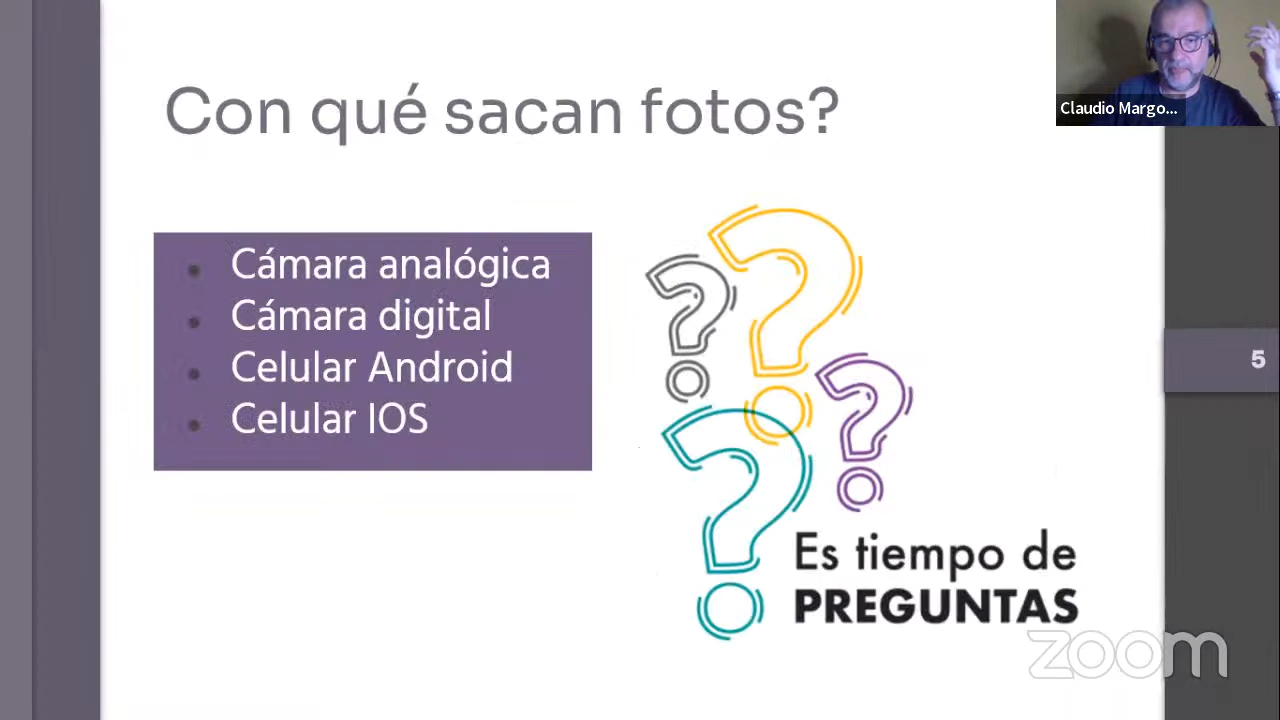 Con qué sacan fotos?
Claudio Margo...
Cámara analógica
Cámara digital
Celular Android
Celular IOS
5
Es tiempo de
PREGUNTAS
zoom